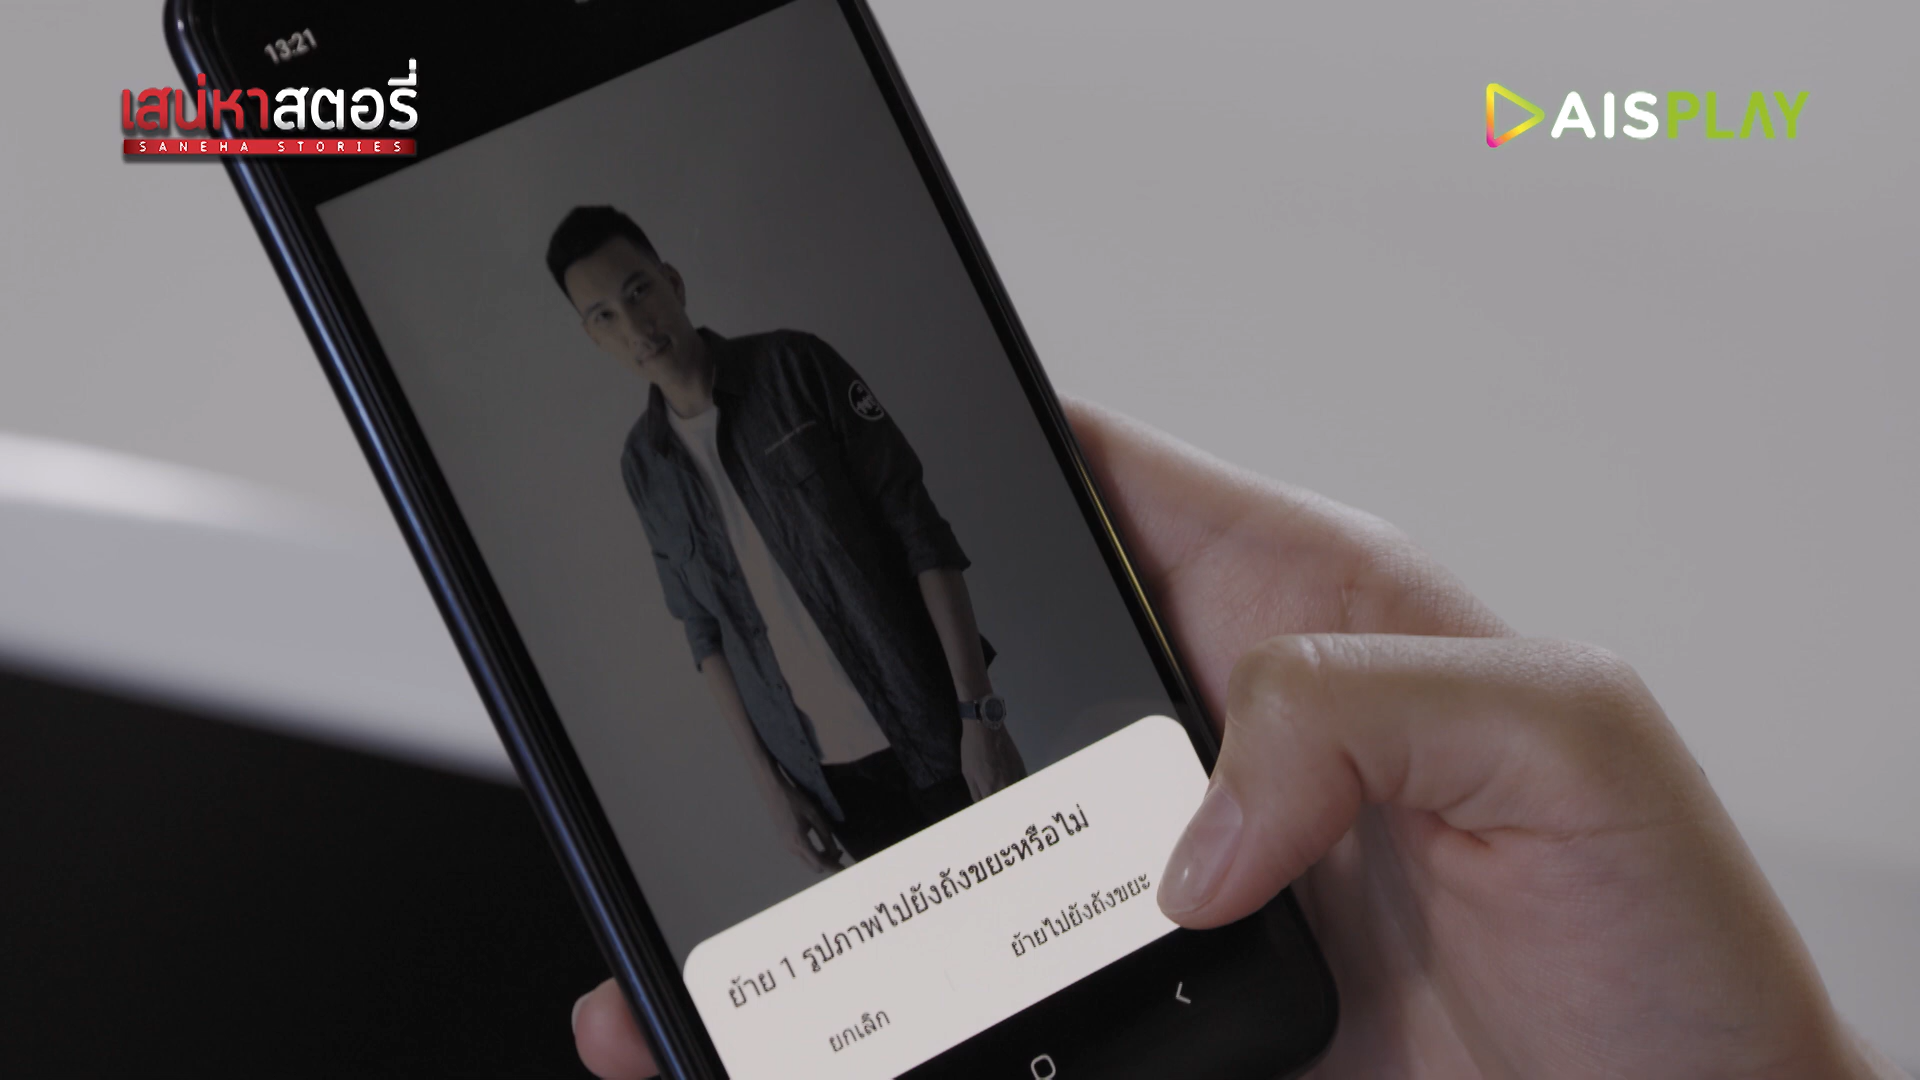 13:21
เสน่หาสตอรี่
SANEHA STORIES
AISPLAY
ย้าย 1 รูปภาพไปยังถังขยะหรือไม่
ยกเลิก
ย้ายไปยังถังขยะ